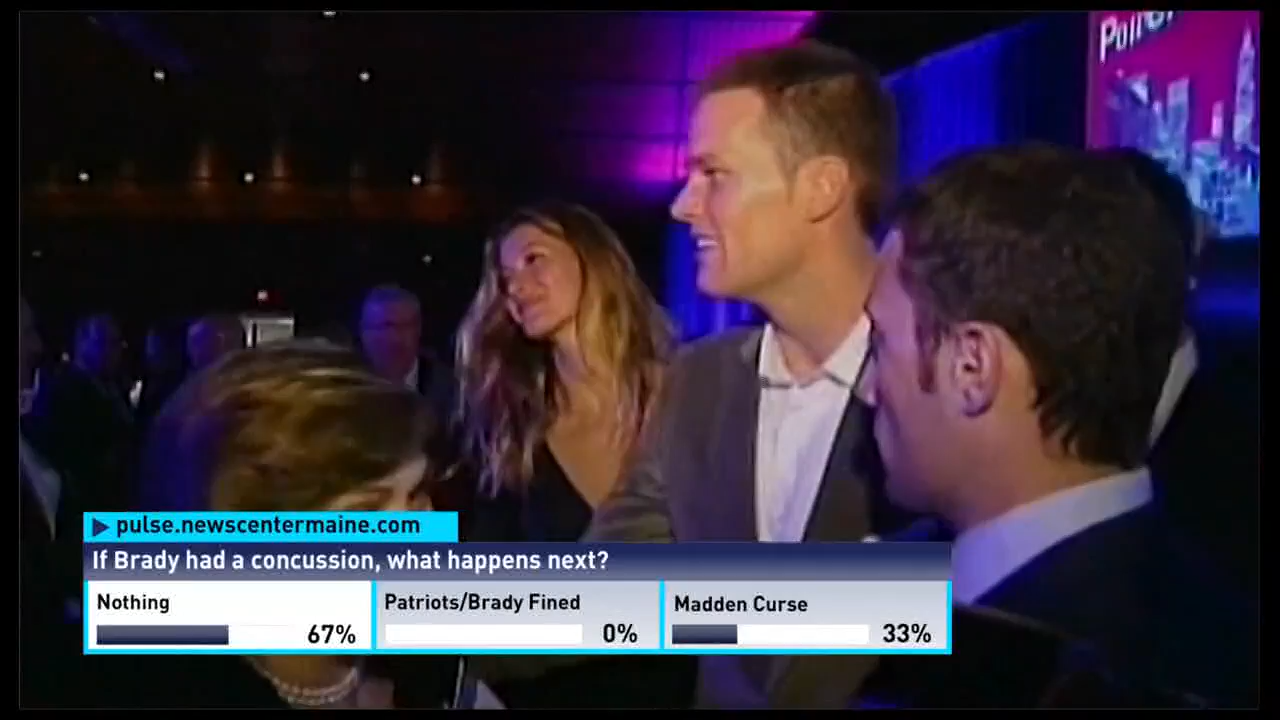 pulse.newscentermaine.com
If Brady had a concussion, what happens next?
Nothing
67%
Patriots/Brady Fined
0%
Madden Curse
33%